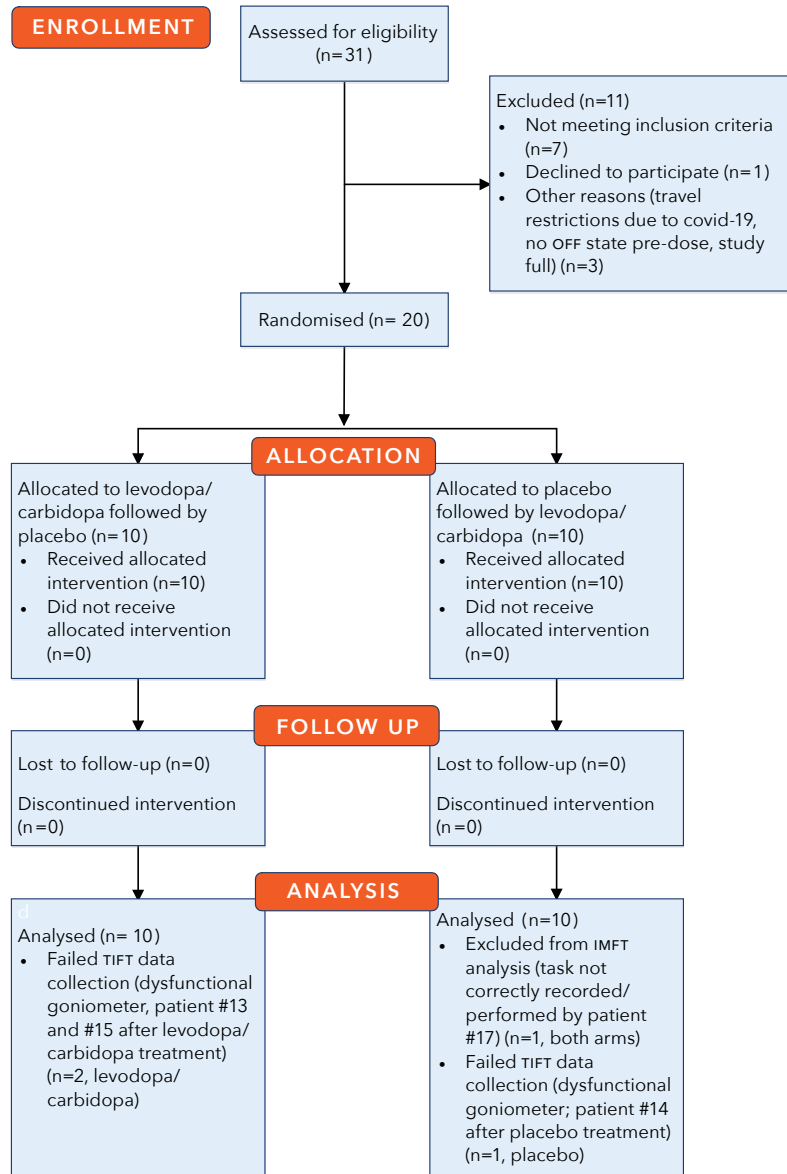 ENROLLMENT
Assessed for eligibility
(n=31)
Excluded (n=11)
• Not meeting inclusion criteria
(n=7)
• Declined to participate (n=1)
• Other reasons (travel
restrictions due to covid-19,
no OFF state pre-dose, study
full) (n=3)
Randomised (n= 20)
ALLOCATION
Allocated to levodopa/
carbidopa followed by
placebo (n= 10)
• Received allocated
intervention (n=10)
• Did not receive
allocated intervention
(n=0)
Allocated to placebo
followed by levodopa/
carbidopa (n=10)
• Received allocated
intervention (n=10)
• Did not receive
allocated intervention
(n=0)
FOLLOW UP
Lost to follow-up (n=0)
Discontinued intervention
(n=0)
Lost to follow-up (n=0)
Discontinued intervention
(n=0)
ANALYSIS
d
Analysed (n= 10)
• Failed TIFT data
collection (dysfunctional
goniometer, patient #13
and #15 after levodopa/
carbidopa treatment)
(n=2, levodopa/
carbidopa)
Analysed (n=10)
• Excluded from IMFT
analysis (task not
correctly recorded/
performed by patient
#17) (n=1, both arms)
• Failed TIFT data
collection (dysfunctional
goniometer; patient #14
after placebo treatment)
(n=1, placebo)